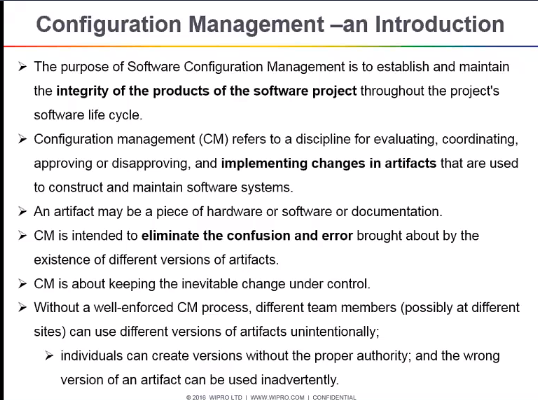 Configuration Management –an Introduction
➢ The purpose of Software Configuration Management is to establish and maintain
the integrity of the products of the software project throughout the project's
software life cycle.
➢ Configuration management (CM) refers to a discipline for evaluating, coordinating,
approving or disapproving, and implementing changes in artifacts that are used
to construct and maintain software systems.
➢ An artifact may be a piece of hardware or software or documentation.
➢ CM is intended to eliminate the confusion and error brought about by the
existence of different versions of artifacts.
➢ CM is about keeping the inevitable change under control.
➢ Without a well-enforced CM process, different team members (possibly at different
sites) can use different versions of artifacts unintentionally;
➢ individuals can create versions without the proper authority; and the wrong
version of an artifact can be used inadvertently.
© 2016 WIPRO LTD | WWW.WIPRO.COM | CONFIDENTIAL